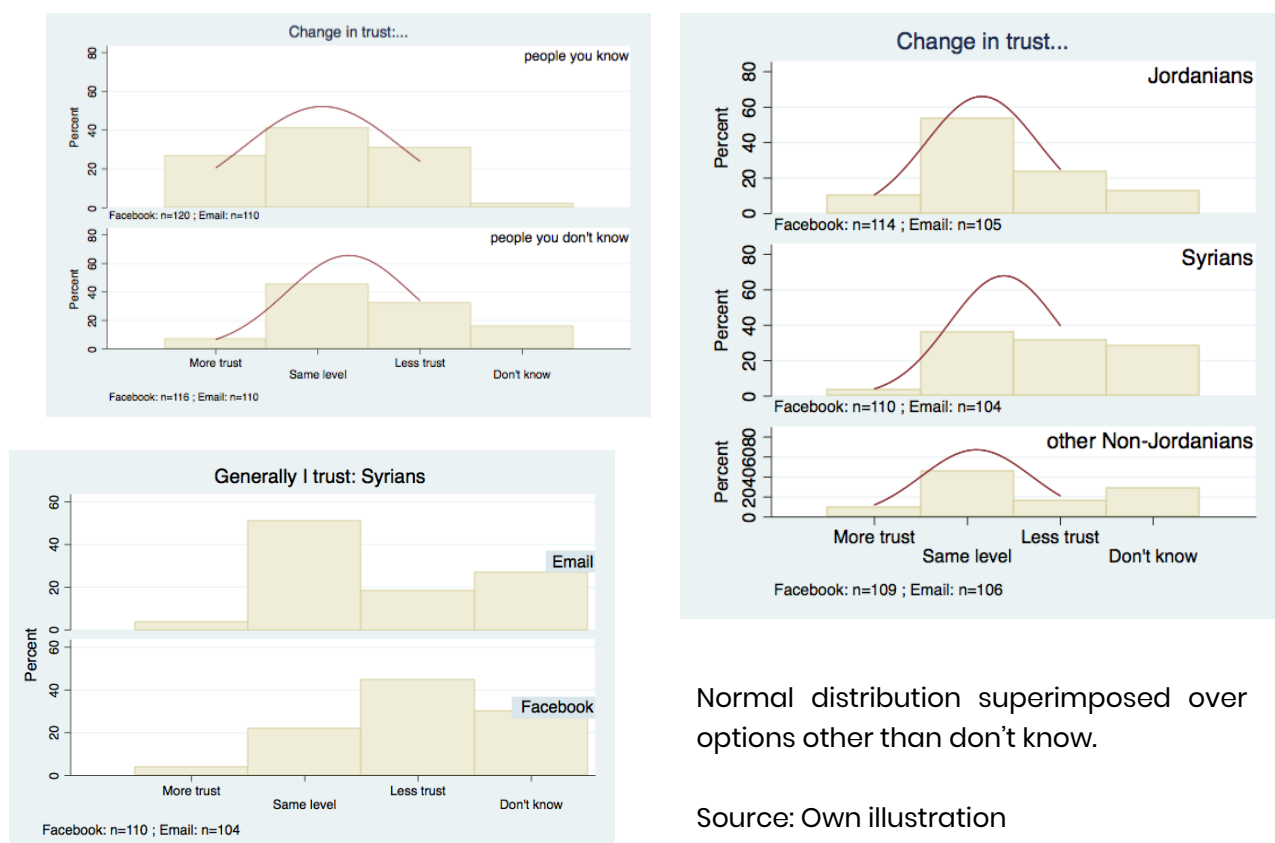 Change in trust:...
people you know
Percent
80
60
40
20
0
Facebook: n=120 ; Email: n=110
people you don't know
Percent
80
60
40
20
0
More trust
Same level
Less trust
Don't know
Facebook: n=116 ; Email: n=110
Change in trust...
Jordanians
Percent
80
60
40
20
0
Facebook: n=114 ; Email: n=105
Syrians
Percent
80
60
40
20
0
Facebook: n=110 ; Email: n=104
other Non-Jordanians
Percent
80
60
40
20
0
More trust
Same level
Less trust
Don't know
Facebook: n=109 ; Email: n=106
Generally I trust: Syrians
Percent
60
40
20
0
Email
60
40
20
0
Facebook
More trust
Same level
Less trust
Don't know
Facebook: n=110 ; Email: n=104
Normal distribution superimposed over
options other than don’t know.
Source: Own illustration